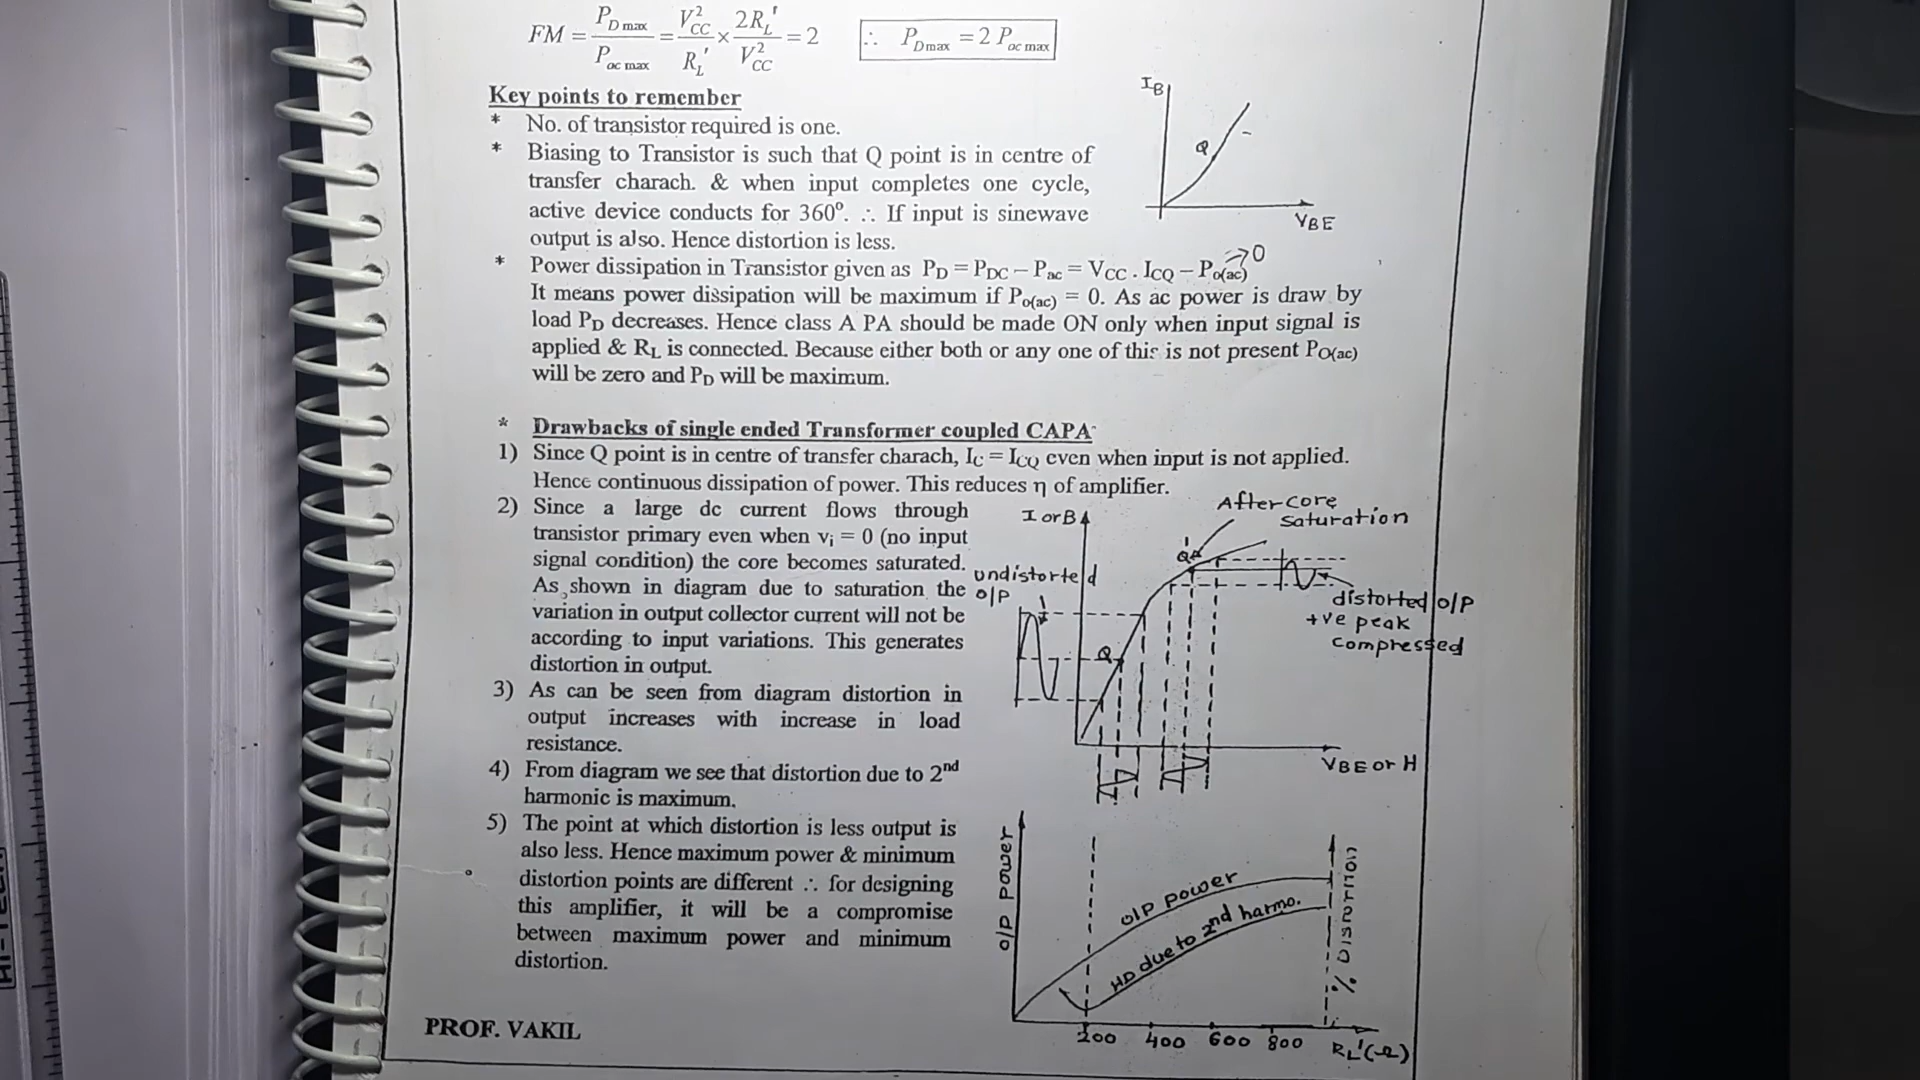 FM = P_D max / P_ac max = V²_CC / R_L' × 2R_L' / V²_CC = 2    ∴ P_Dmax = 2 P_ac max
Key points to remember
* No. of transistor required is one.
* Biasing to Transistor is such that Q point is in centre of
transfer charach. & when input completes one cycle,
active device conducts for 360º. ∴ If input is sinewave
output is also. Hence distortion is less.
I_B
Q
V_BE
* Power dissipation in Transistor given as P_D = P_DC – P_ac = V_CC . I_CQ – P_o(ac) → 0
It means power dissipation will be maximum if P_o(ac) = 0. As ac power is draw by
load P_D decreases. Hence class A PA should be made ON only when input signal is
applied & R_L is connected. Because either both or any one of this is not present P_O(ac)
will be zero and P_D will be maximum.
* Drawbacks of single ended Transformer coupled CAPA
1) Since Q point is in centre of transfer charach, I_C = I_CQ even when input is not applied.
Hence continuous dissipation of power. This reduces η of amplifier.
2) Since a large dc current flows through
transistor primary even when v_i = 0 (no input
signal condition) the core becomes saturated.
As shown in diagram due to saturation the
variation in output collector current will not be
according to input variations. This generates
distortion in output.
3) As can be seen from diagram distortion in
output increases with increase in load
resistance.
4) From diagram we see that distortion due to 2nd
harmonic is maximum.
5) The point at which distortion is less output is
also less. Hence maximum power & minimum
distortion points are different ∴ for designing
this amplifier, it will be a compromise
between maximum power and minimum
distortion.
I or B
After core
saturation
Q
undistorted
o/p
distorted o/p
+ve peak
compressed
Q
V_BE or H
o/p power
O/P power
HD due to 2nd harmo.
% Distortion
200 400 600 800 R_L'(Ω)
PROF. VAKIL